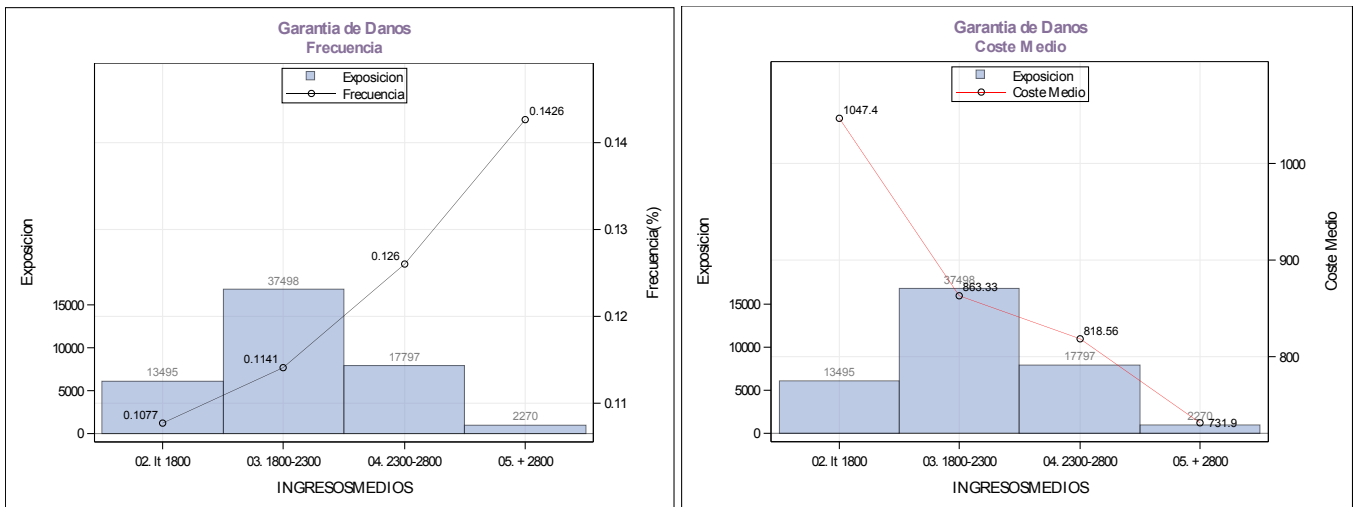 Garantia de Danos
Frecuencia
Exposicion
Frecuencia
0.1426
0.14
0.13
0.126
0.12
0.1141
0.11
0.1077
37498
13495
17797
2270
15000
10000
5000
0
Exposicion
Frecuencia(%)
02. lt 1800
03. 1800-2300
04. 2300-2800
05. + 2800
INGRESOSMEDIOS
Garantia de Danos
Coste Medio
Exposicion
Coste Medio
1047.4
1000
900
37498
863.33
818.56
800
13495
17797
2270
731.9
15000
10000
5000
0
Exposicion
Coste Medio
02. lt 1800
03. 1800-2300
04. 2300-2800
05. + 2800
INGRESOSMEDIOS